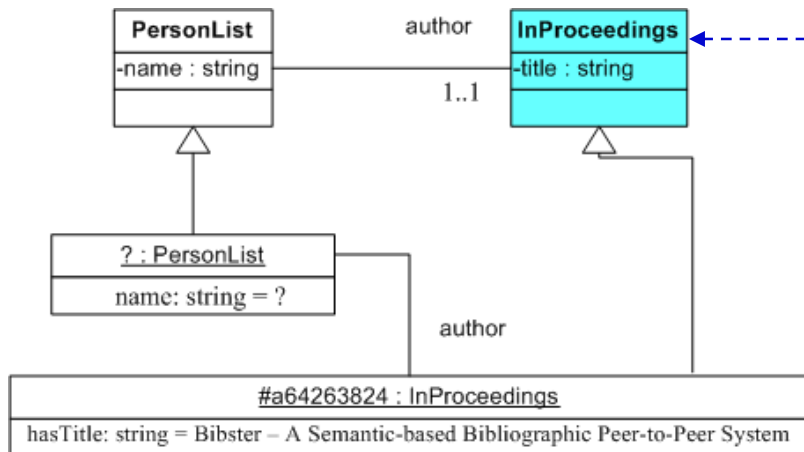 PersonList
-name : string
author
1..1
InProceedings
-title : string
? : PersonList
name: string = ?
author
#a64263824 : InProceedings
hasTitle: string = Bibster – A Semantic-based Bibliographic Peer-to-Peer System